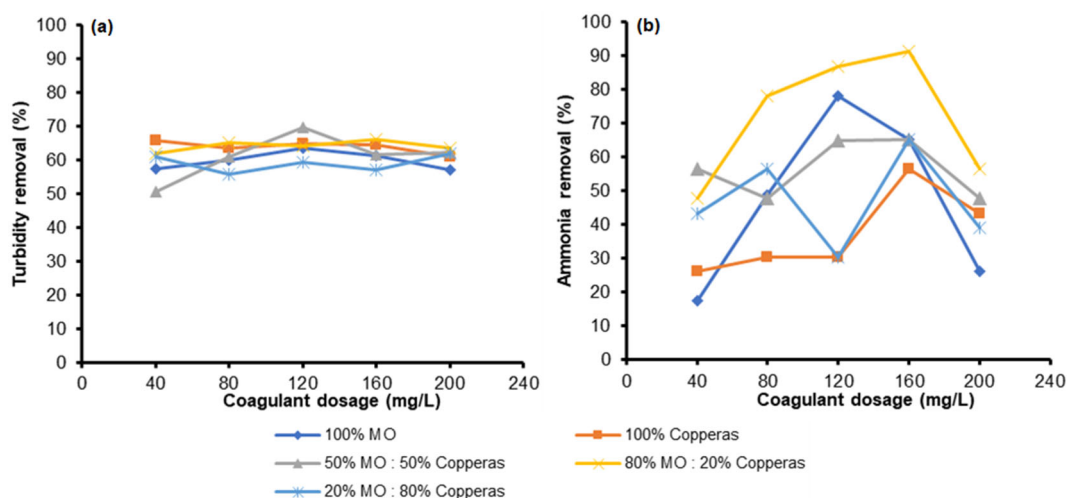 (a)
100
90
80
70
60
50
40
30
20
10
0
Turbidity removal (%)
0 40 80 120 160 200 240
Coagulant dosage (mg/L)
(b)
100
90
80
70
60
50
40
30
20
10
0
Ammonia removal (%)
0 40 80 120 160 200 240
Coagulant dosage (mg/L)
100% MO
100% Copperas
50% MO : 50% Copperas
80% MO : 20% Copperas
20% MO : 80% Copperas